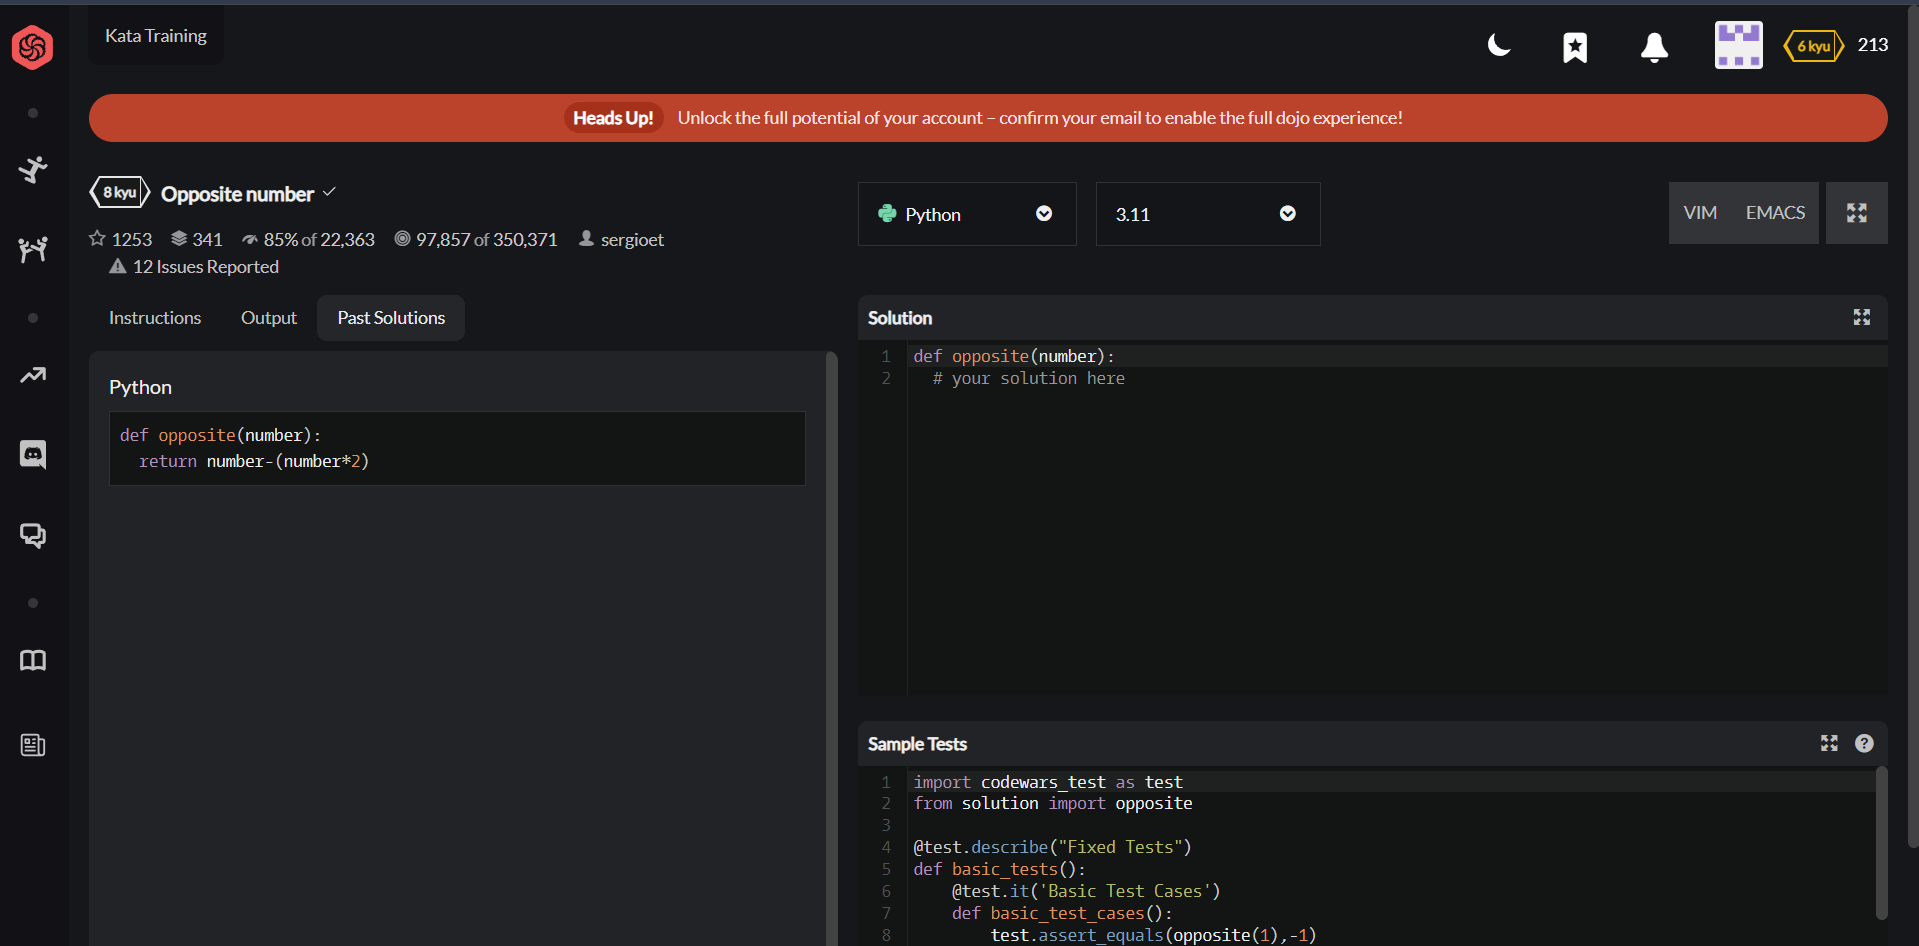 Kata Training
6 kyu 213
Heads Up! Unlock the full potential of your account – confirm your email to enable the full dojo experience!
8 kyu Opposite number
1253 341 85% of 22,363 97,857 of 350,371 sergioet
12 Issues Reported
Instructions Output Past Solutions
Python
def opposite(number):
  return number-(number*2)
Python 3.11 VIM EMACS
Solution
1 def opposite(number):
2   # your solution here
Sample Tests
?
1 import codewars_test as test
2 from solution import opposite
3
4 @test.describe("Fixed Tests")
5 def basic_tests():
6     @test.it('Basic Test Cases')
7     def basic_test_cases():
8         test.assert_equals(opposite(1),-1)